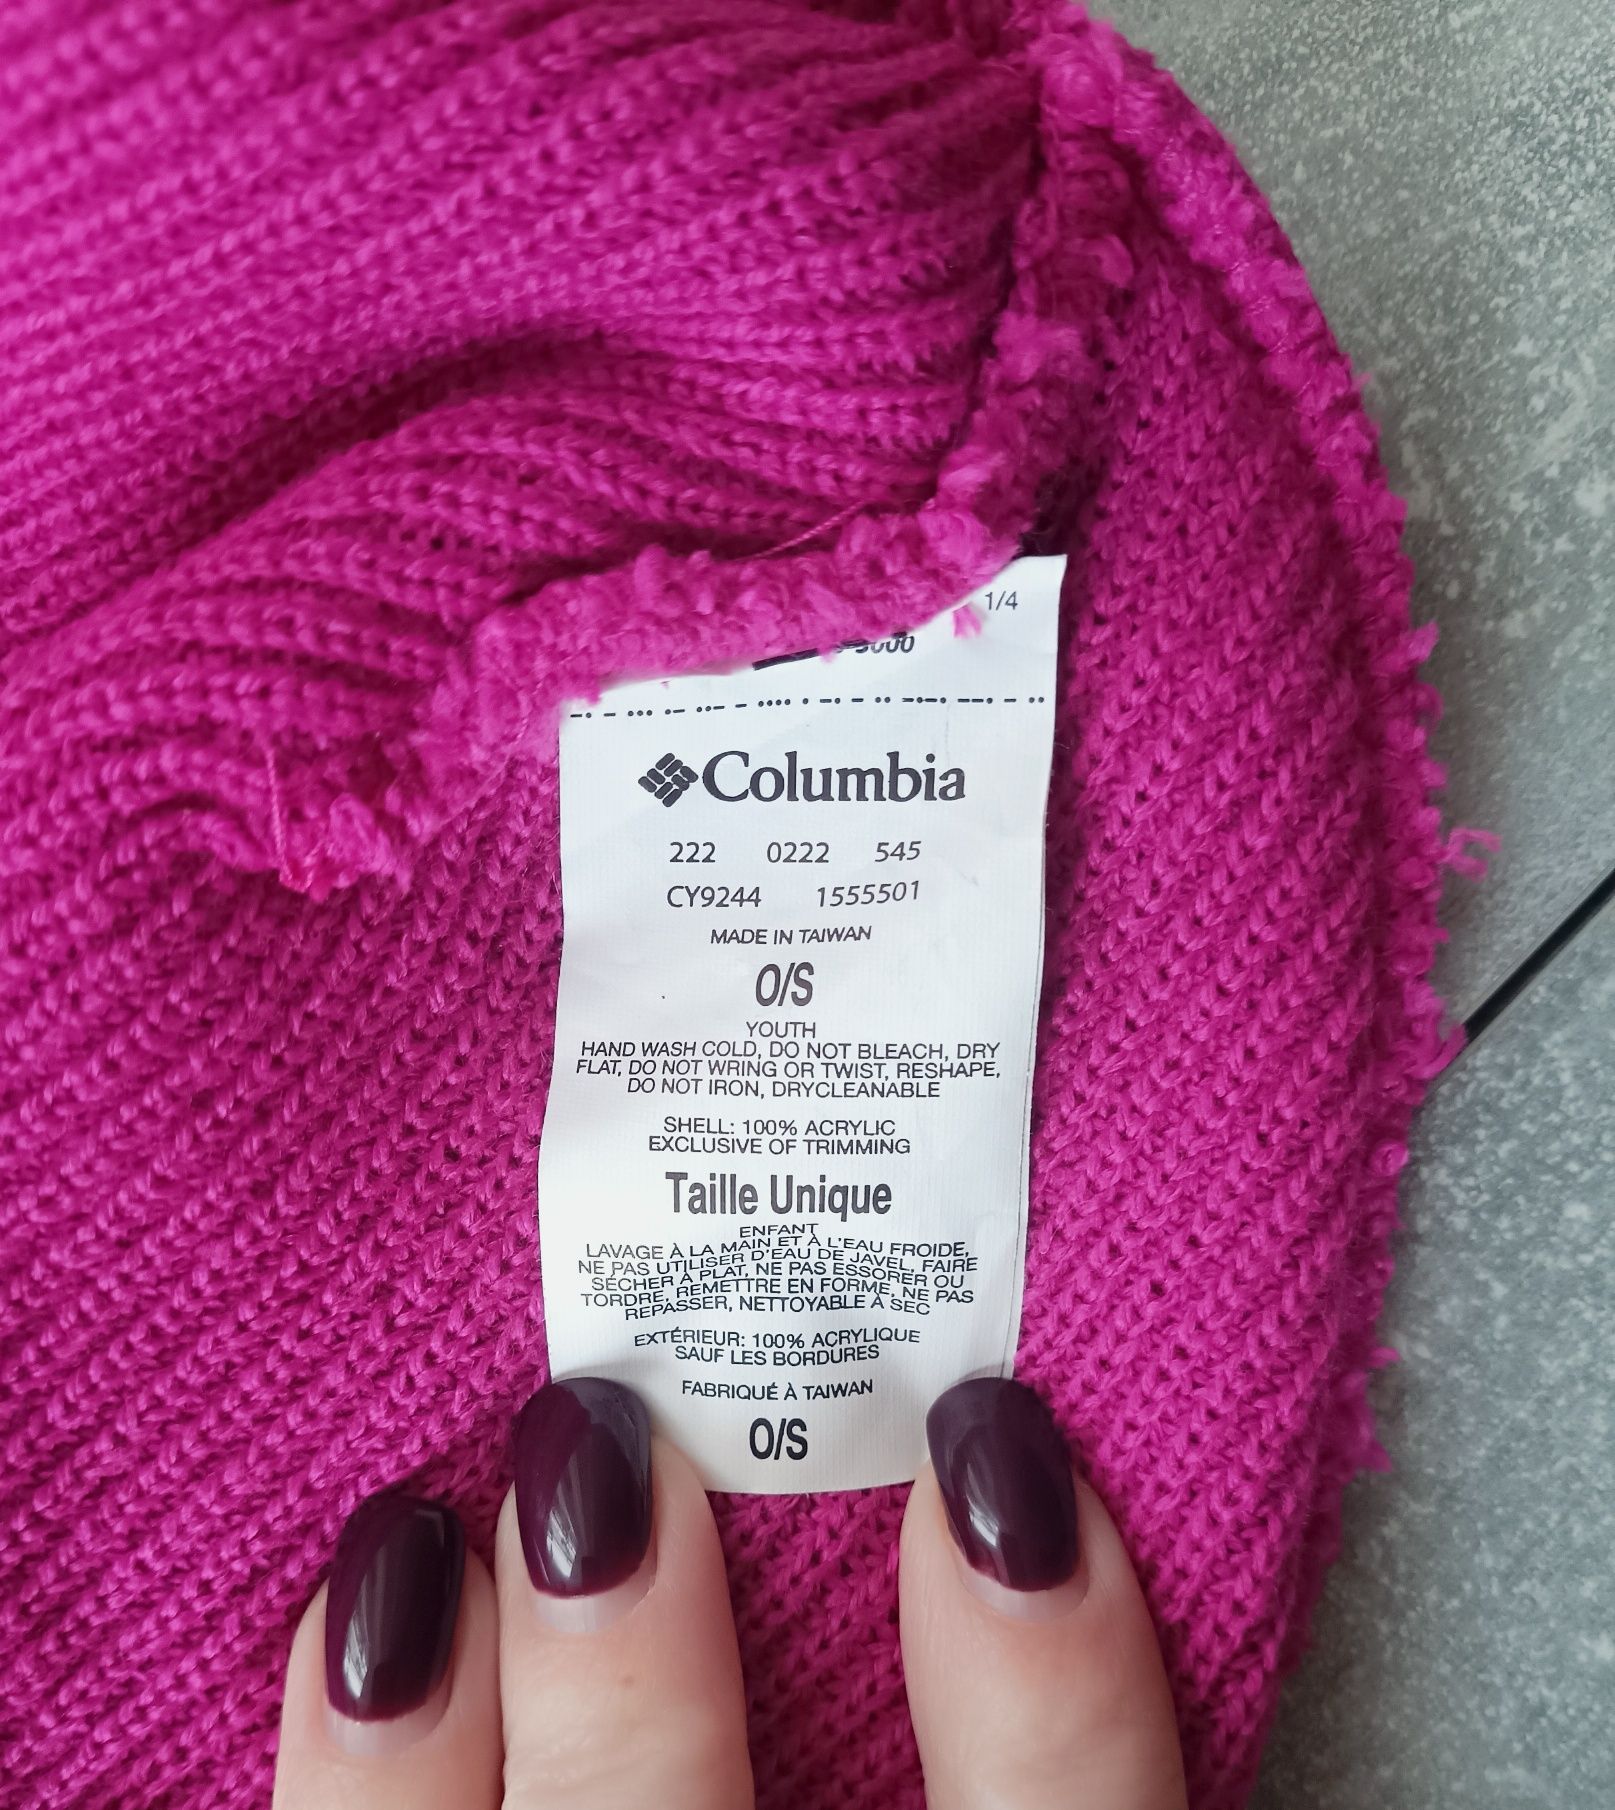 1/4
Columbia
222 0222 545
CY9244 1555501
MADE IN TAIWAN
O/S
YOUTH
HAND WASH COLD, DO NOT BLEACH, DRY
FLAT, DO NOT WRING OR TWIST, RESHAPE,
DO NOT IRON, DRYCLEANABLE
SHELL: 100% ACRYLIC
EXCLUSIVE OF TRIMMING
Taille Unique
ENFANT
LAVAGE À LA MAIN ET À L'EAU FROIDE,
NE PAS UTILISER D'EAU DE JAVEL, FAIRE
SÉCHER À PLAT, NE PAS ESSORER OU
TORDRE, REMETTRE EN FORME, NE PAS
REPASSER, NETTOYABLE À SEC
EXTÉRIEUR: 100% ACRYLIQUE
SAUF LES BORDURES
FABRIQUÉ À TAIWAN
O/S